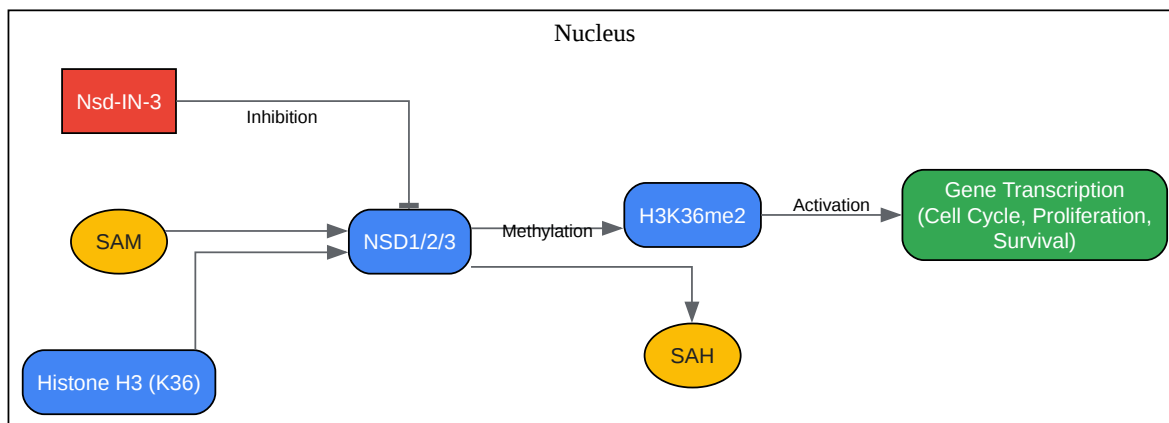 Nucleus
Nsd-IN-3
Inhibition
SAM
NSD1/2/3
Methylation
H3K36me2
Activation
Gene Transcription
(Cell Cycle, Proliferation,
Survival)
SAH
Histone H3 (K36)